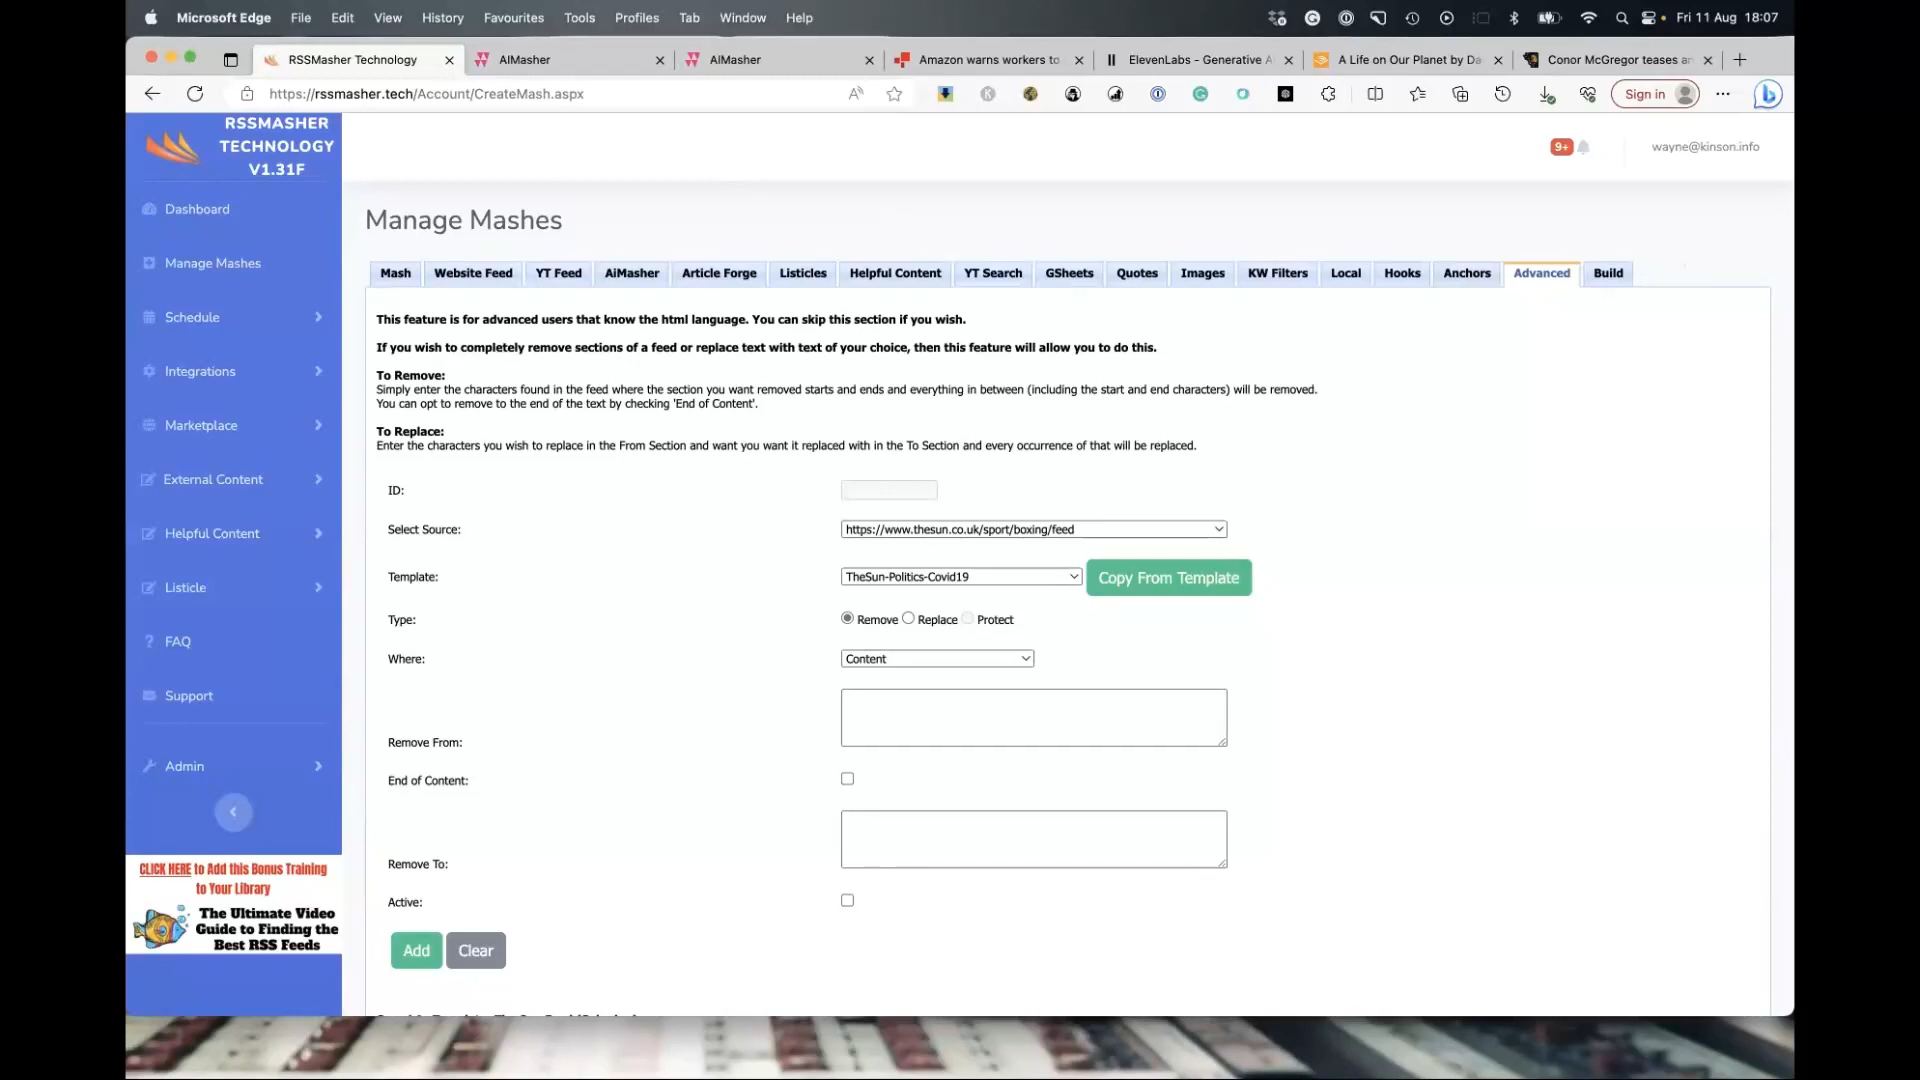 Microsoft Edge File Edit View History Favourites Tools Profiles Tab Window Help Fri 11 Aug 18:07
RSSMasher Technology AIMasher AIMasher Amazon warns workers to ElevenLabs - Generative A A Life on Our Planet by Da Conor McGregor teases an
https://rssmasher.tech/Account/CreateMash.aspx Sign in
RSSMASHER
TECHNOLOGY
V1.31F
9+ wayne@kinson.info
Dashboard
Manage Mashes
Schedule
Integrations
Marketplace
External Content
Helpful Content
Listicle
FAQ
Support
Admin
CLICK HERE to Add this Bonus Training
to Your Library
The Ultimate Video
Guide to Finding the
Best RSS Feeds
Manage Mashes
Mash Website Feed YT Feed AiMasher Article Forge Listicles Helpful Content YT Search GSheets Quotes Images KW Filters Local Hooks Anchors Advanced Build
This feature is for advanced users that know the html language. You can skip this section if you wish.
If you wish to completely remove sections of a feed or replace text with text of your choice, then this feature will allow you to do this.
To Remove:
Simply enter the characters found in the feed where the section you want removed starts and ends and everything in between (including the start and end characters) will be removed.
You can opt to remove to the end of the text by checking 'End of Content'.
To Replace:
Enter the characters you wish to replace in the From Section and want you want it replaced with in the To Section and every occurrence of that will be replaced.
ID:
Select Source: https://www.thesun.co.uk/sport/boxing/feed
Template: TheSun-Politics-Covid19 Copy From Template
Type: Remove Replace Protect
Where: Content
Remove From:
End of Content:
Remove To:
Active:
Add Clear